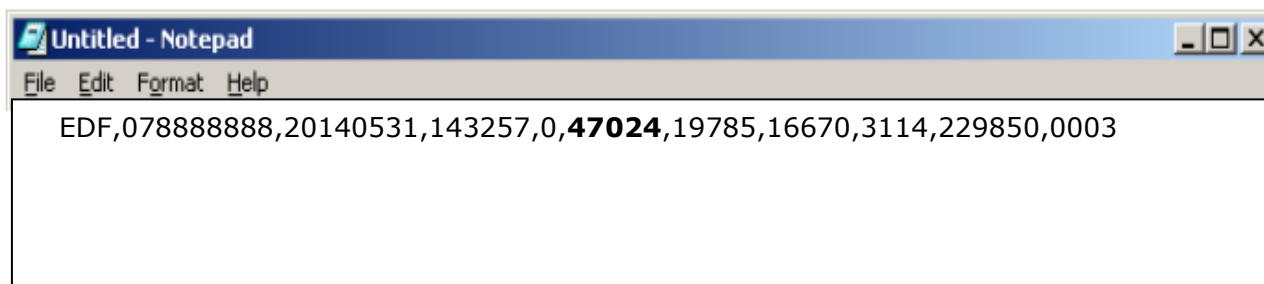 Untitled - Notepad
File Edit Format Help
EDF,078888888,20140531,143257,0,47024,19785,16670,3114,229850,0003